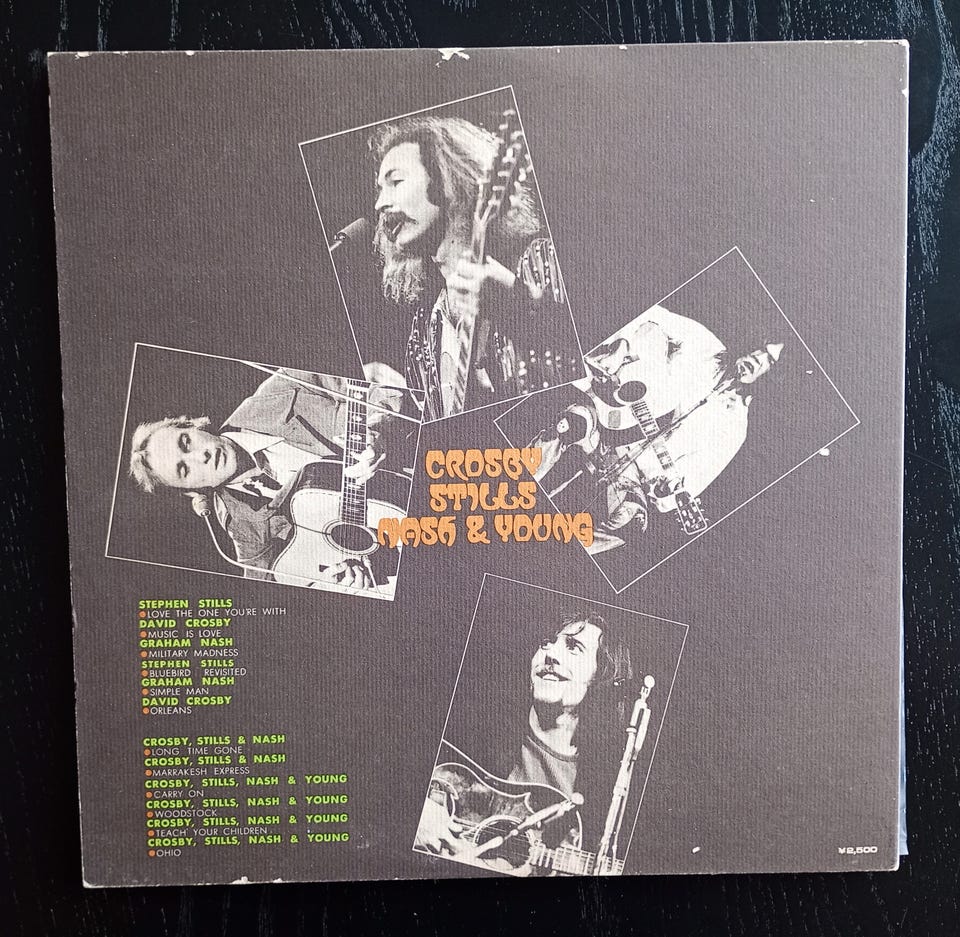 CROSBY
STILLS
NASH & YOUNG
STEPHEN STILLS
LOVE THE ONE YOU'RE WITH
DAVID CROSBY
MUSIC IS LOVE
GRAHAM NASH
MILITARY MADNESS
STEPHEN STILLS
BLUEBIRD REVISITED
GRAHAM NASH
SIMPLE MAN
DAVID CROSBY
ORLEANS
CROSBY, STILLS & NASH
LONG TIME GONE
CROSBY, STILLS & NASH
MARRAKESH EXPRESS
CROSBY, STILLS, NASH & YOUNG
CARRY ON
CROSBY, STILLS, NASH & YOUNG
WOODSTOCK
CROSBY, STILLS, NASH & YOUNG
TEACH YOUR CHILDREN
CROSBY, STILLS, NASH & YOUNG
OHIO
¥2,500